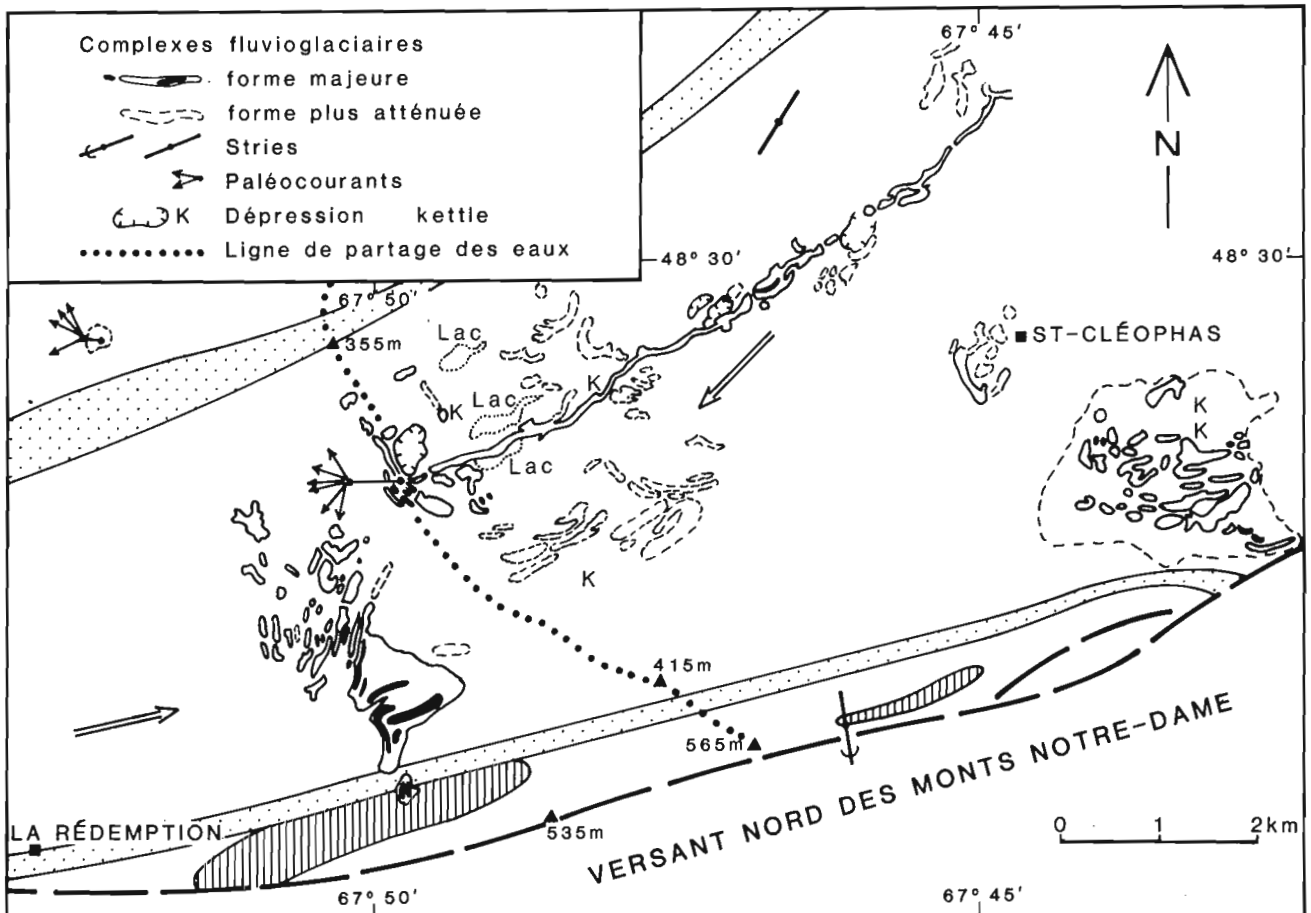 Complexes fluvioglaciaires
forme majeure
forme plus atténuée
Stries
Paléocourants
K Dépression kettle
Ligne de partage des eaux
67° 45'
N
48° 30'
48° 30'
67° 50'
355m
Lac
ST-CLÉOPHAS
K
K
Lac
K
K
Lac
K
415m
565m
535m
VERSANT NORD DES MONTS NOTRE-DAME
LA RÉDEMPTION
0 1 2km
67° 50'
67° 45'